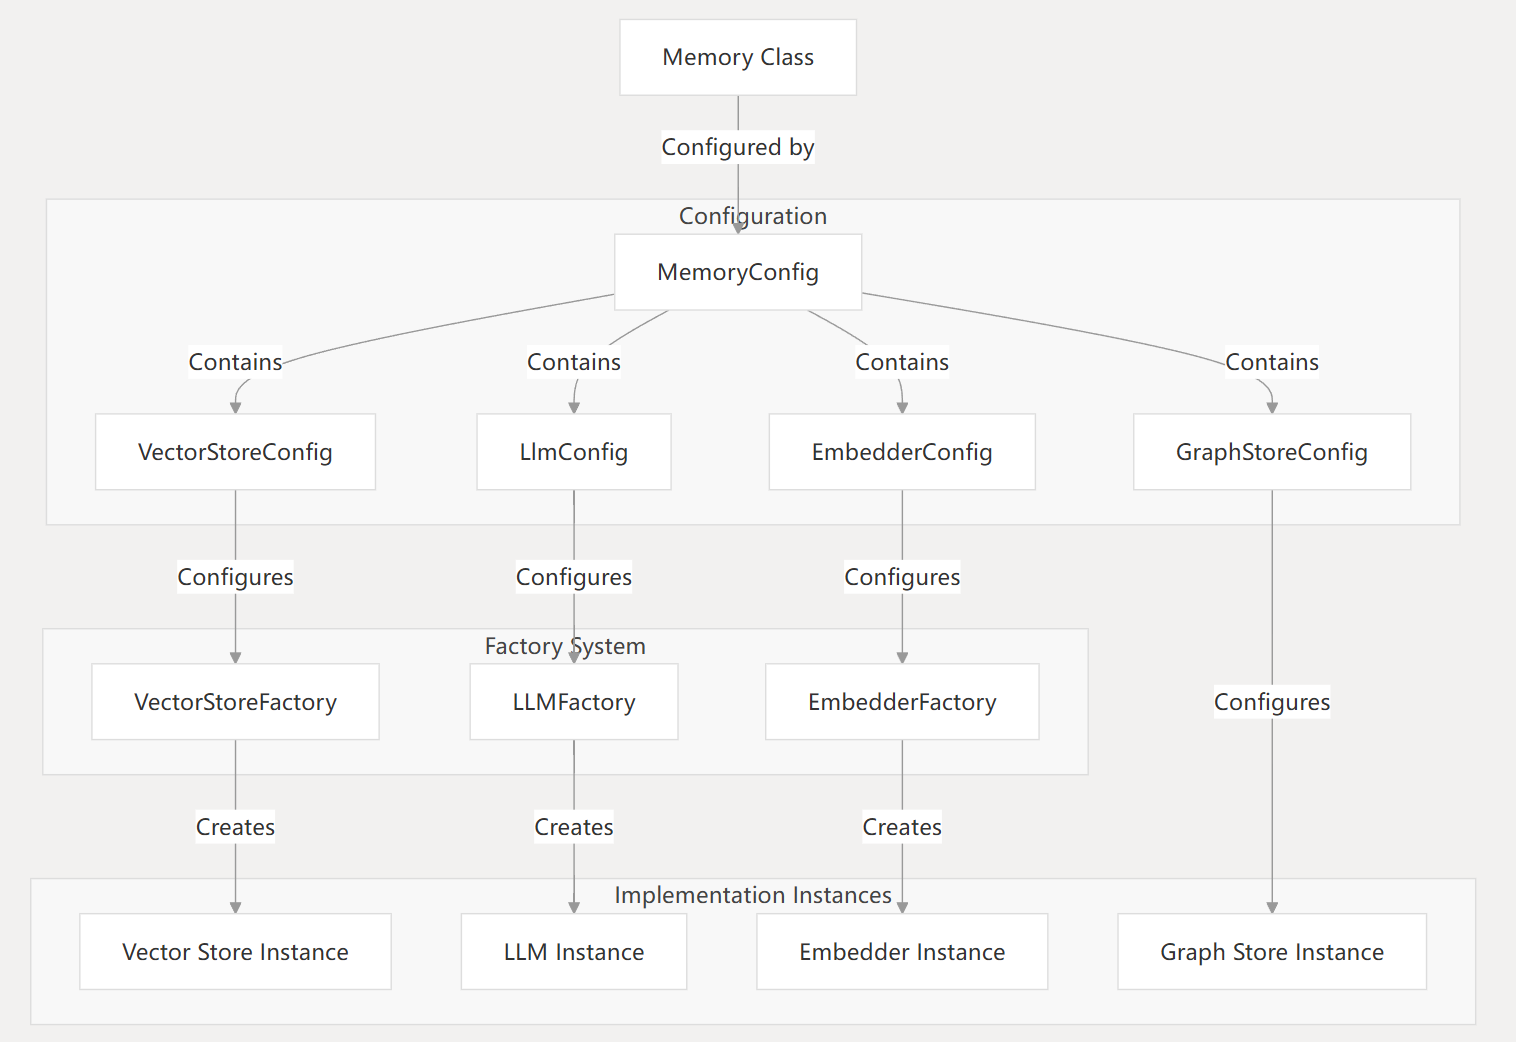 Memory Class
Configured by
Configuration
MemoryConfig
Contains
Contains
Contains
Contains
VectorStoreConfig
LlmConfig
EmbedderConfig
GraphStoreConfig
Configures
Configures
Configures
Factory System
VectorStoreFactory
LLMFactory
EmbedderFactory
Configures
Creates
Creates
Creates
Implementation Instances
Vector Store Instance
LLM Instance
Embedder Instance
Graph Store Instance